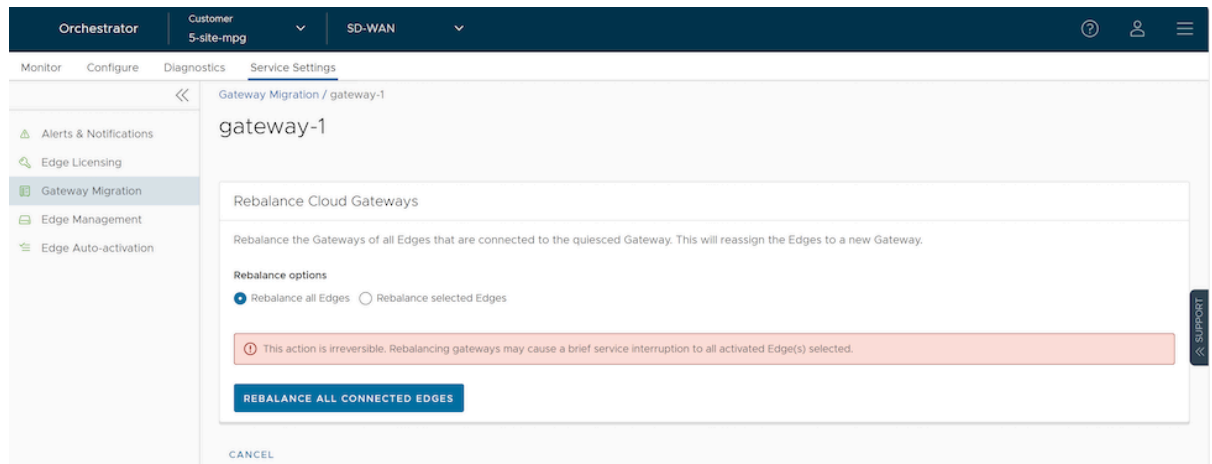 Orchestrator
Customer
5-site-mpg
SD-WAN
Monitor Configure Diagnostics Service Settings
Gateway Migration / gateway-1
gateway-1
Alerts & Notifications
Edge Licensing
Gateway Migration
Edge Management
Edge Auto-activation
Rebalance Cloud Gateways
Rebalance the Gateways of all Edges that are connected to the quiesced Gateway. This will reassign the Edges to a new Gateway.
Rebalance options
Rebalance all Edges Rebalance selected Edges
This action is irreversible. Rebalancing gateways may cause a brief service interruption to all activated Edge(s) selected.
REBALANCE ALL CONNECTED EDGES
CANCEL
SUPPORT